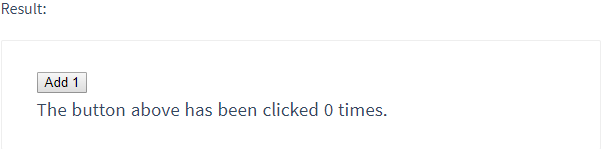 Result:
Add 1
The button above has been clicked 0 times.